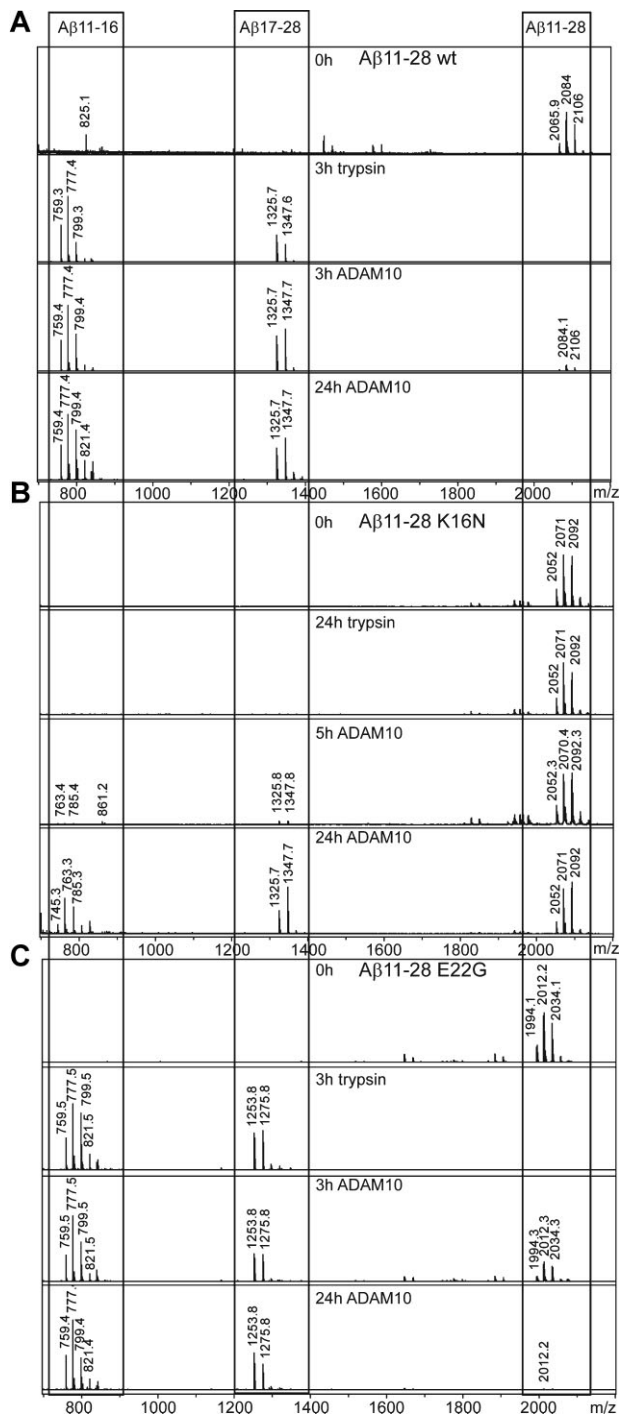 A
Aβ11-16
Aβ17-28
Aβ11-28
0h
Aβ11-28 wt
825.1
2065.9
2084
2106
3h trypsin
759.3
777.4
799.3
1325.7
1347.6
3h ADAM10
759.4
777.4
799.4
1325.7
1347.7
2084.1
2106
24h ADAM10
759.4
777.4
799.4
821.4
1325.7
1347.7
800 1000 1200 1400 1600 1800 2000 m/z
B
0h
Aβ11-28 K16N
2052
2071
2092
24h trypsin
2052
2071
2092
5h ADAM10
763.4
785.4
861.2
1325.8
1347.8
2052.3
2070.4
2092.3
24h ADAM10
745.3
763.3
785.3
1325.7
1347.7
2052
2071
2092
800 1000 1200 1400 1600 1800 2000 m/z
C
0h
Aβ11-28 E22G
1994.1
2012.2
2034.1
3h trypsin
759.5
777.5
799.5
821.5
1253.8
1275.8
3h ADAM10
759.5
777.5
799.5
821.5
1253.8
1275.8
1994.3
2012.3
2034.3
24h ADAM10
759.4
799.4
821.4
1253.8
1275.8
2012.2
800 1000 1200 1400 1600 1800 2000 m/z